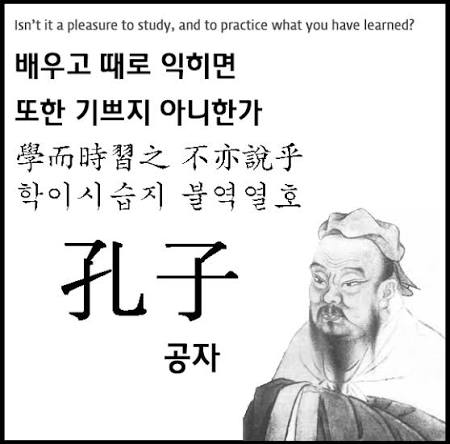 Isn't it a pleasure to study, and to practice what you have learned?
배우고 때로 익히면
또한 기쁘지 아니한가
學而時習之 不亦說乎
학이시습지 불역열호
孔子
공자